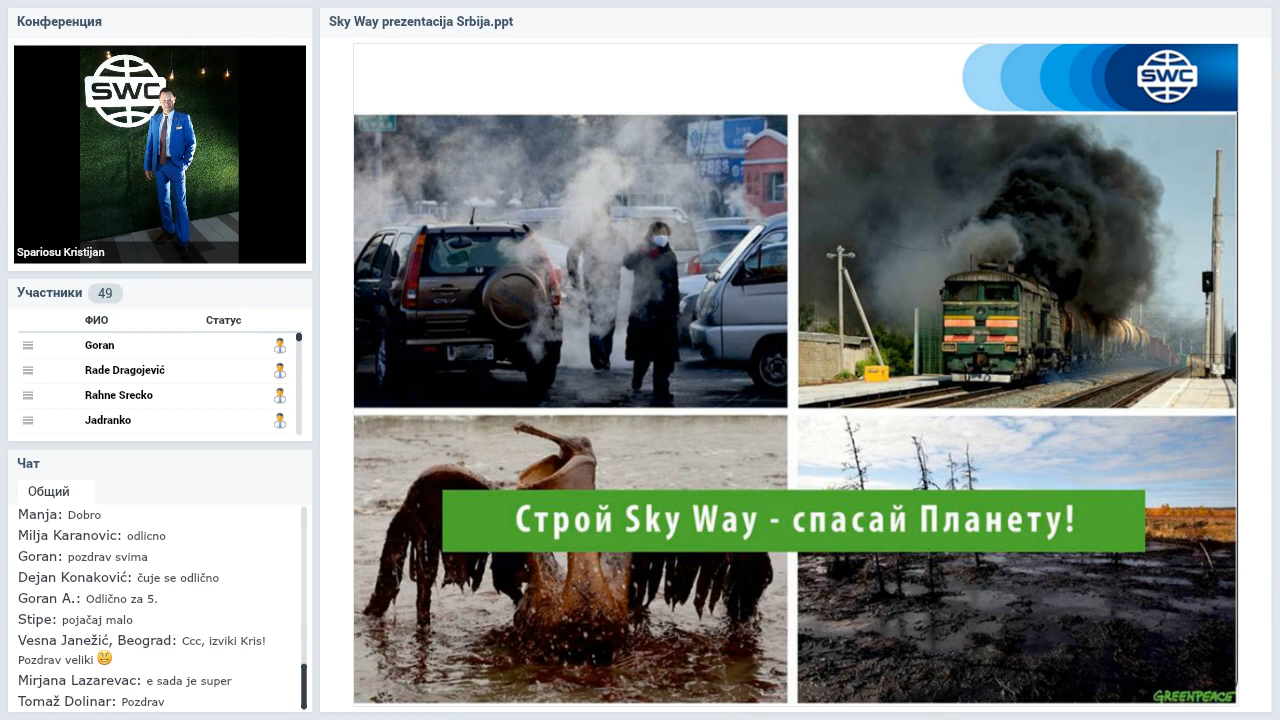 Конференция
SWC
Spariosu Kristijan
Участники 49
ФИО Статус
Goran
Rade Dragojević
Rahne Srecko
Jadranko
Чат
Общий
Manja: Dobro
Milja Karanovic: odlicno
Goran: pozdrav svima
Dejan Konaković: čuje se odlično
Goran A.: Odlično za 5.
Stipe: pojačaj malo
Vesna Janežić, Beograd: Ccc, izviki Kris!
Pozdrav veliki
Mirjana Lazarevac: e sada je super
Tomaž Dolinar: Pozdrav
Sky Way prezentacija Srbija.ppt
SWC
Строй Sky Way - спасай Планету!
GREENPEACE